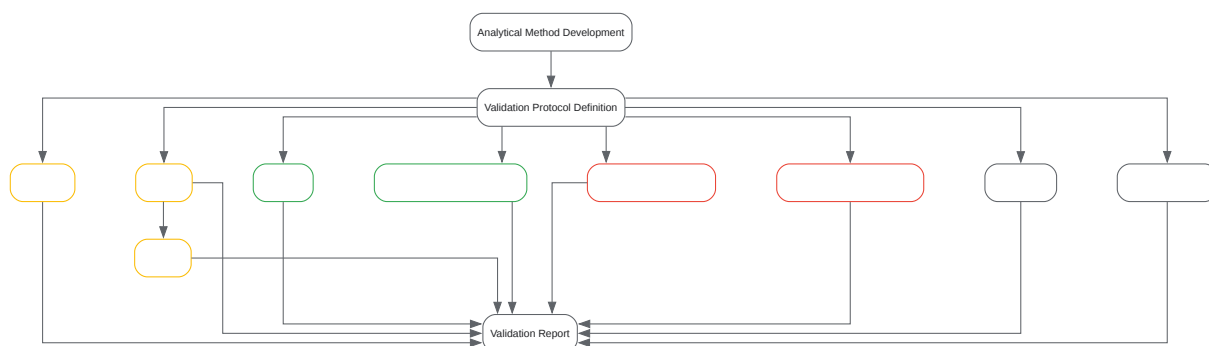 Analytical Method Development
Validation Protocol Definition
Validation Report